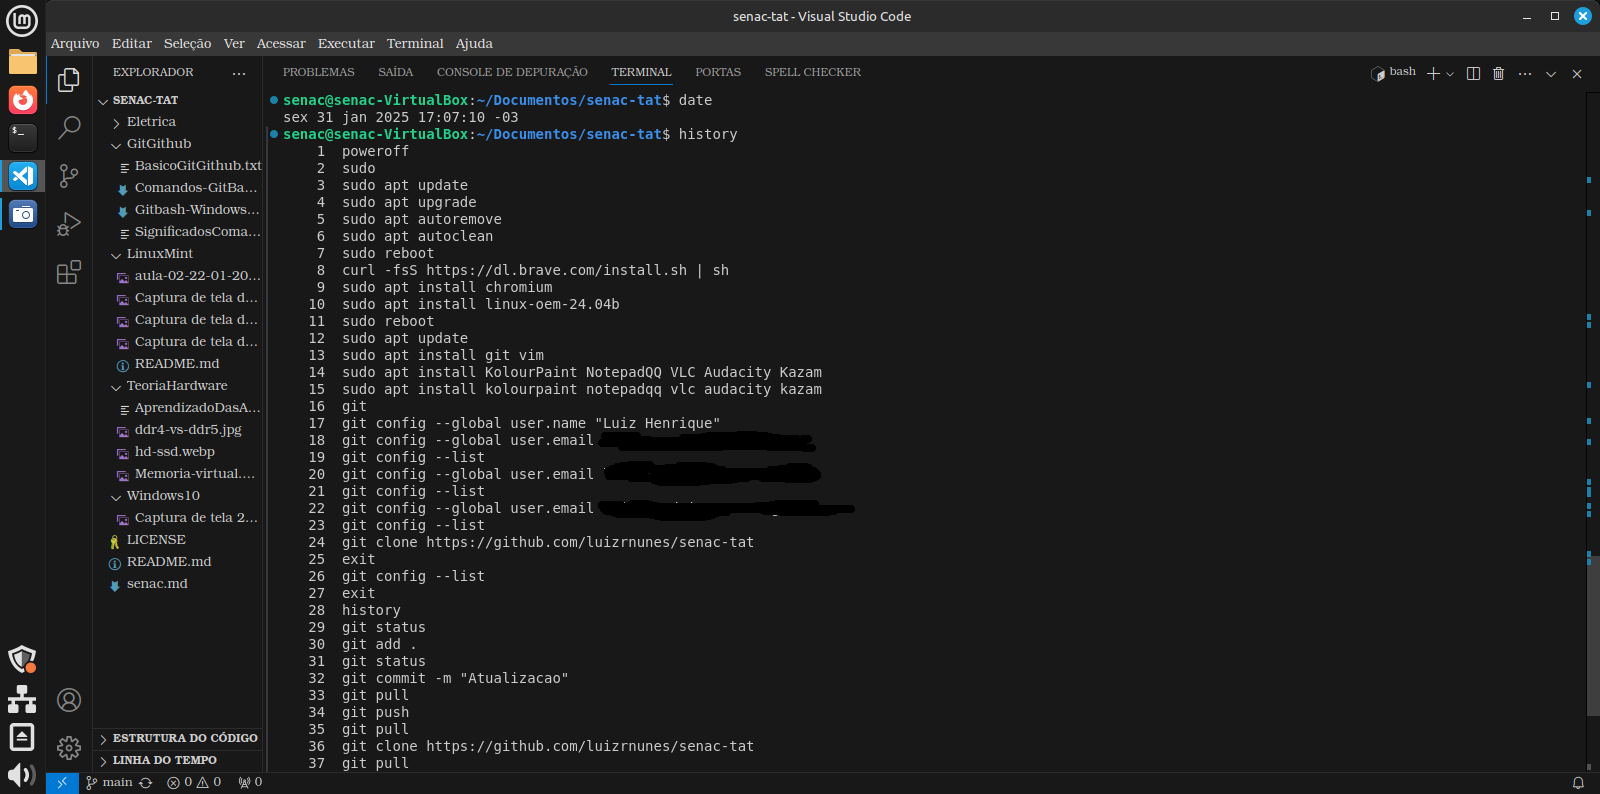 senac-tat - Visual Studio Code
Arquivo Editar Seleção Ver Acessar Executar Terminal Ajuda
EXPLORADOR ...
SENAC-TAT
Eletrica
GitGithub
BasicoGitGithub.txt
Comandos-GitBa...
Gitbash-Windows...
SignificadosComa...
LinuxMint
aula-02-22-01-20...
Captura de tela d...
Captura de tela d...
Captura de tela d...
README.md
TeoriaHardware
AprendizadoDasA...
ddr4-vs-ddr5.jpg
hd-ssd.webp
Memoria-virtual....
Windows10
Captura de tela 2...
LICENSE
README.md
senac.md
ESTRUTURA DO CÓDIGO
LINHA DO TEMPO
PROBLEMAS SAÍDA CONSOLE DE DEPURAÇÃO TERMINAL PORTAS SPELL CHECKER
bash
senac@senac-VirtualBox:~/Documentos/senac-tat$ date
sex 31 jan 2025 17:07:10 -03
senac@senac-VirtualBox:~/Documentos/senac-tat$ history
1 poweroff
2 sudo
3 sudo apt update
4 sudo apt upgrade
5 sudo apt autoremove
6 sudo apt autoclean
7 sudo reboot
8 curl -fsS https://dl.brave.com/install.sh | sh
9 sudo apt install chromium
10 sudo apt install linux-oem-24.04b
11 sudo reboot
12 sudo apt update
13 sudo apt install git vim
14 sudo apt install KolourPaint NotepadQQ VLC Audacity Kazam
15 sudo apt install kolourpaint notepadqq vlc audacity kazam
16 git
17 git config --global user.name "Luiz Henrique"
18 git config --global user.email
19 git config --list
20 git config --global user.email
21 git config --list
22 git config --global user.email
23 git config --list
24 git clone https://github.com/luizrnunes/senac-tat
25 exit
26 git config --list
27 exit
28 history
29 git status
30 git add .
31 git status
32 git commit -m "Atualizacao"
33 git pull
34 git push
35 git pull
36 git clone https://github.com/luizrnunes/senac-tat
37 git pull
main 0 0 0